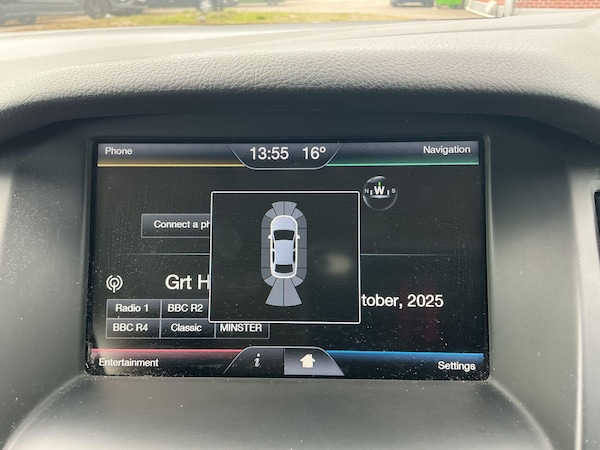 Phone
13:55 16°
Navigation
N W S
Connect a ph
Grt H
tober, 2025
Radio 1 BBC R2
BBC R4 Classic MINSTER
Entertainment
i
Settings